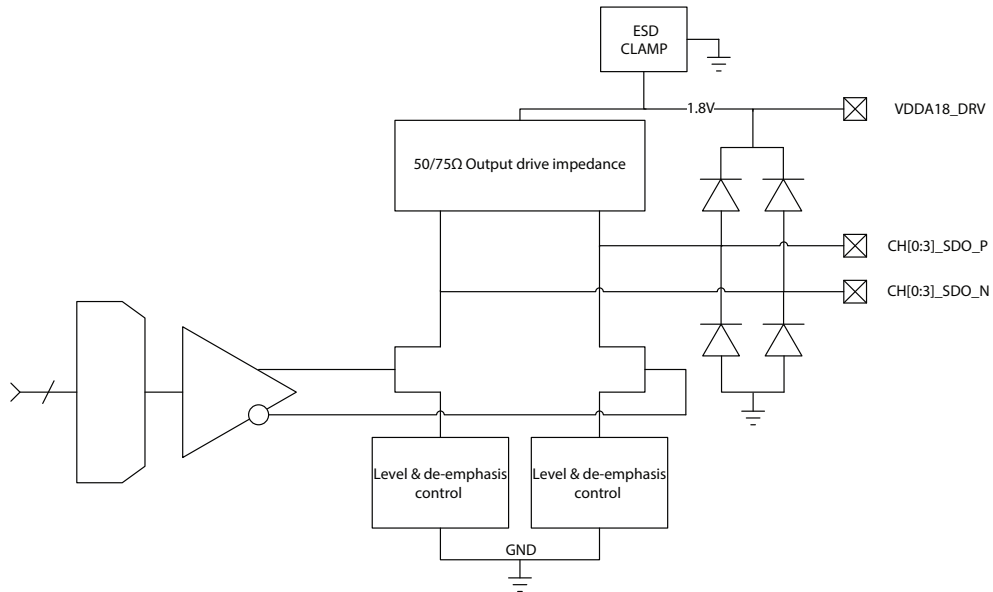 ESD
CLAMP
1.8V
VDDA18_DRV
50/75Ω Output drive impedance
CH[0:3]_SDO_P
CH[0:3]_SDO_N
Level & de-emphasis
control
Level & de-emphasis
control
GND